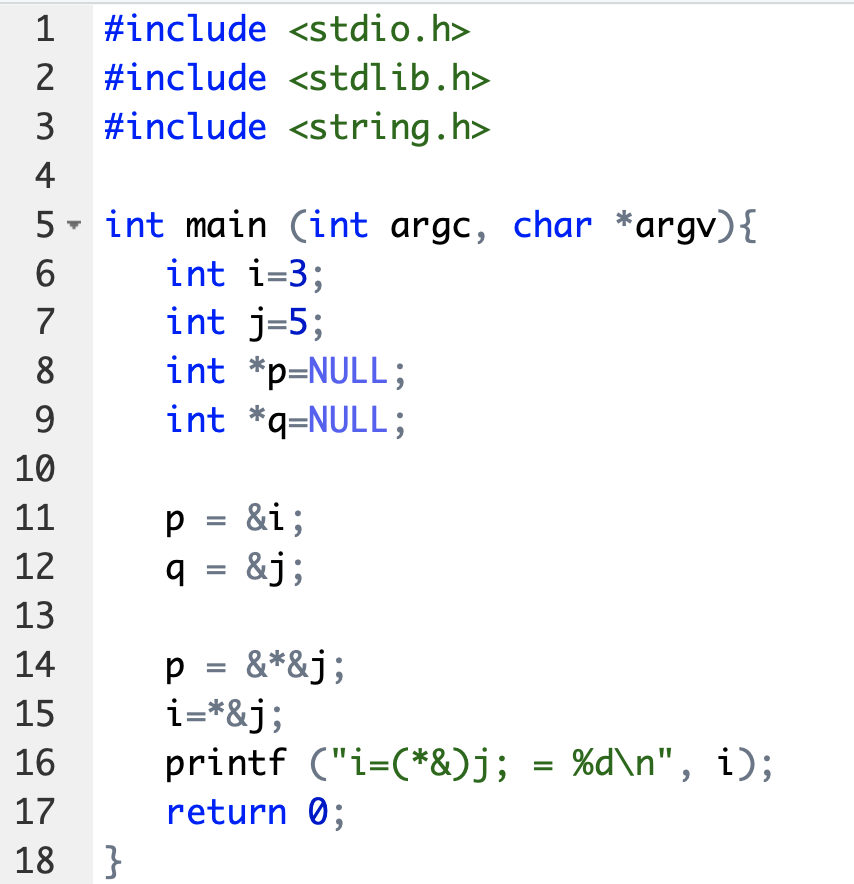 1 #include <stdio.h>
2 #include <stdlib.h>
3 #include <string.h>
4
5 int main (int argc, char *argv){
6 int i=3;
7 int j=5;
8 int *p=NULL;
9 int *q=NULL;
10
11 p = &i;
12 q = &j;
13
14 p = &*&j;
15 i=*&j;
16 printf ("i=(*&)j; = %d\n", i);
17 return 0;
18 }